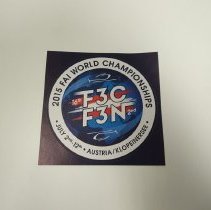 2015 FAI WORLD CHAMPIONSHIPS
F3C
F3N
• JULY 2ND-12TH • AUSTRIA/KLOPEINERSEE •